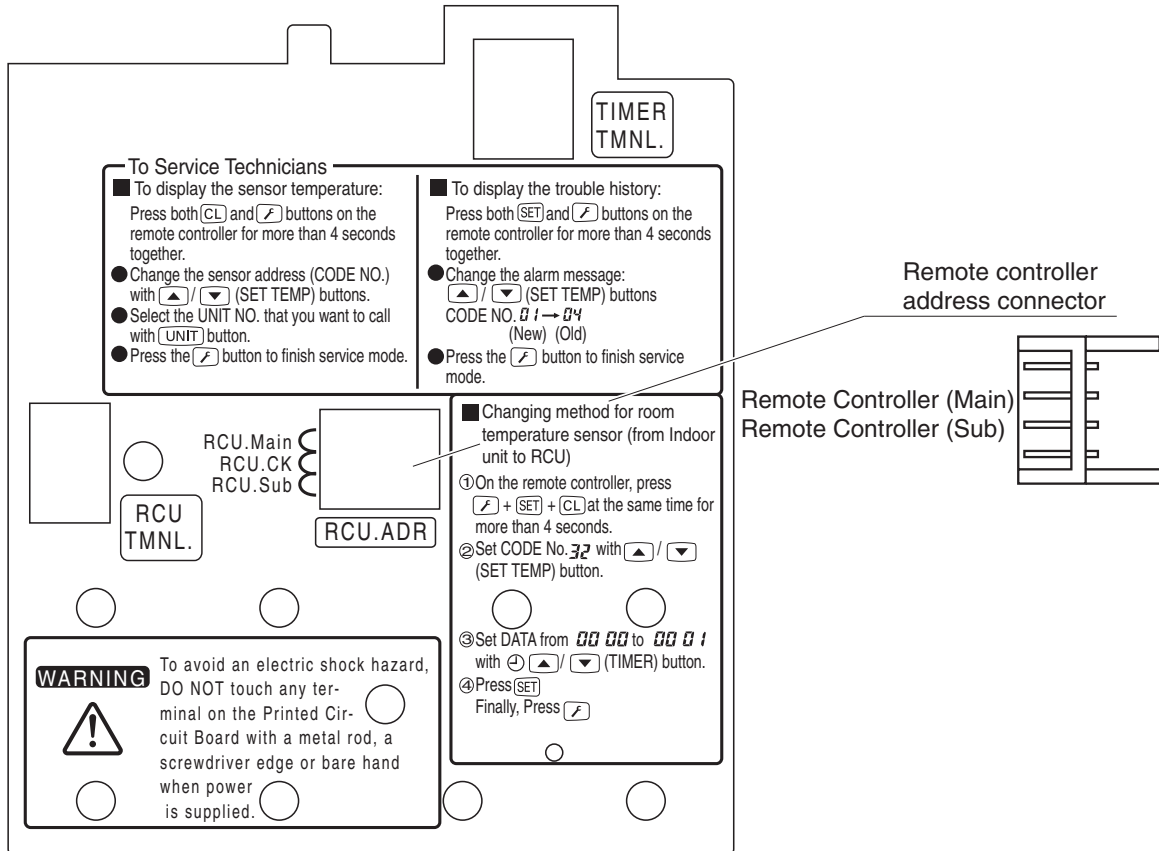 TIMER
TMNL.
To Service Technicians
■ To display the sensor temperature:
Press both CL and 𝑓 buttons on the
remote controller for more than 4 seconds
together.
● Change the sensor address (CODE NO.)
with ▲ / ▼ (SET TEMP) buttons.
● Select the UNIT NO. that you want to call
with UNIT button.
● Press the 𝑓 button to finish service mode.
■ To display the trouble history:
Press both SET and 𝑓 buttons on the
remote controller for more than 4 seconds
together.
● Change the alarm message:
▲ / ▼ (SET TEMP) buttons
CODE NO. 01 → 04
(New) (Old)
● Press the 𝑓 button to finish service
mode.
Remote controller
address connector
Remote Controller (Main)
Remote Controller (Sub)
RCU.Main
RCU.CK
RCU.Sub
RCU
TMNL.
RCU.ADR
■ Changing method for room
temperature sensor (from Indoor
unit to RCU)
① On the remote controller, press
𝑓 + SET + CL at the same time for
more than 4 seconds.
② Set CODE No. 32 with ▲ / ▼
(SET TEMP) button.
③ Set DATA from 00 00 to 00 01
with ▲ / ▼ (TIMER) button.
④ Press SET
Finally, Press 𝑓
WARNING
To avoid an electric shock hazard,
DO NOT touch any ter-
minal on the Printed Cir-
cuit Board with a metal rod, a
screwdriver edge or bare hand
when power
is supplied.